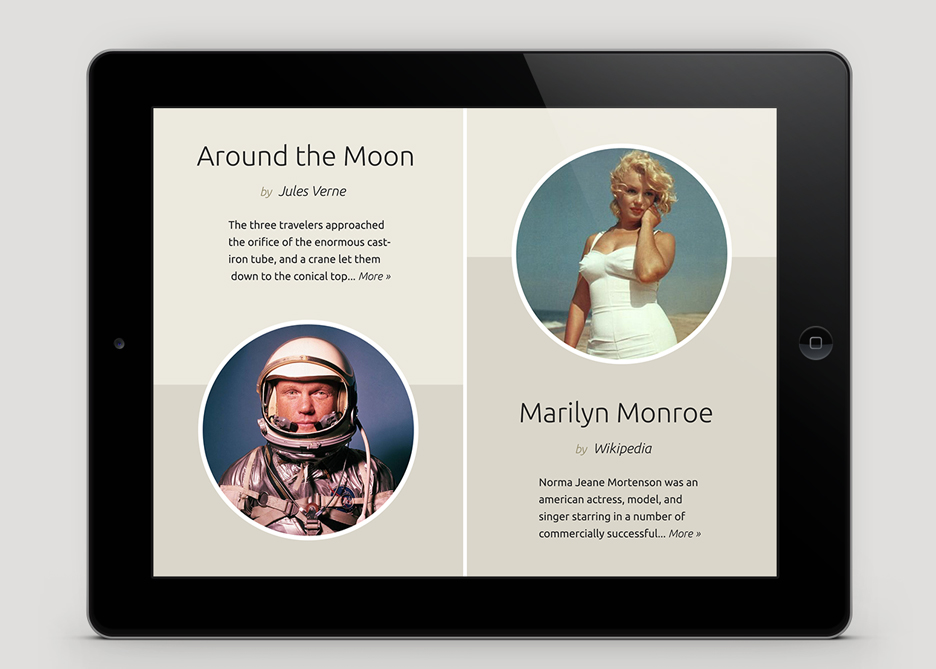 Around the Moon
by Jules Verne
The three travelers approached
the orifice of the enormous cast-
iron tube, and a crane let them
down to the conical top... More »
Marilyn Monroe
by Wikipedia
Norma Jeane Mortenson was an
american actress, model, and
singer starring in a number of
commercially successful... More »